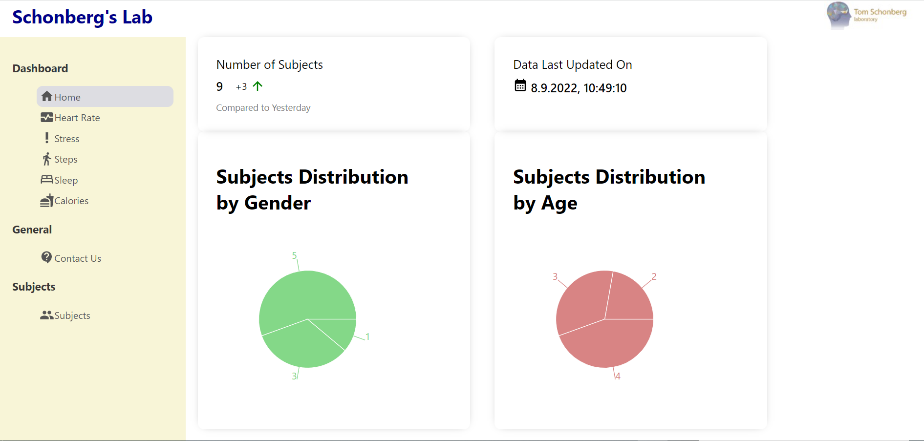 Schonberg's Lab
Tom Schonberg
laboratory
Dashboard
Home
Heart Rate
Stress
Steps
Sleep
Calories
General
Contact Us
Subjects
Subjects
Number of Subjects
9 +3
Compared to Yesterday
Data Last Updated On
8.9.2022, 10:49:10
Subjects Distribution
by Gender
5
1
3
Subjects Distribution
by Age
3
2
4